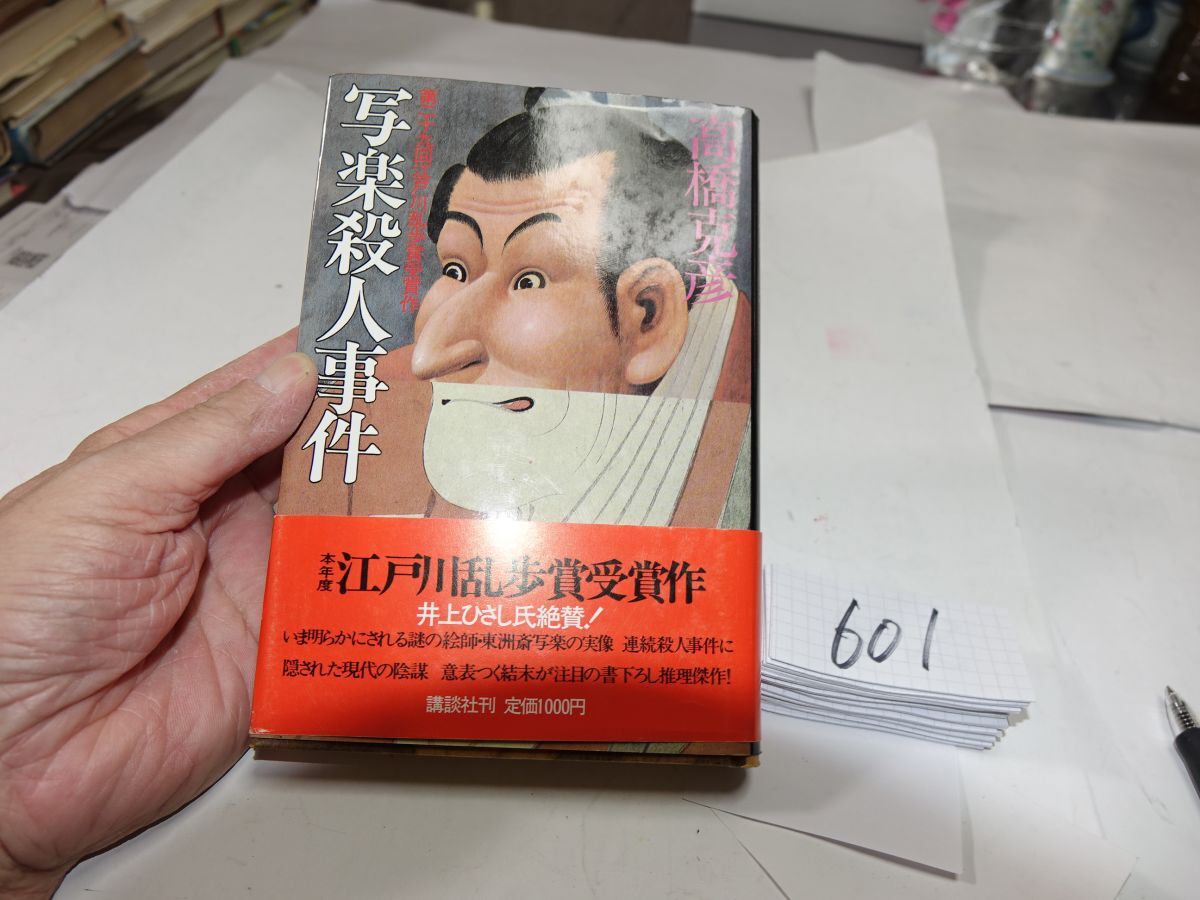 写楽殺人事件
第二十九回江戸川乱歩賞受賞作
高橋克彦
本年度 江戸川乱歩賞受賞作
井上ひさし氏絶賛!
いま明らかにされる謎の絵師・東洲斎写楽の実像 連続殺人事件に
隠された現代の陰謀 意表つく結末が注目の書下ろし推理傑作!
講談社刊 定価1000円
601